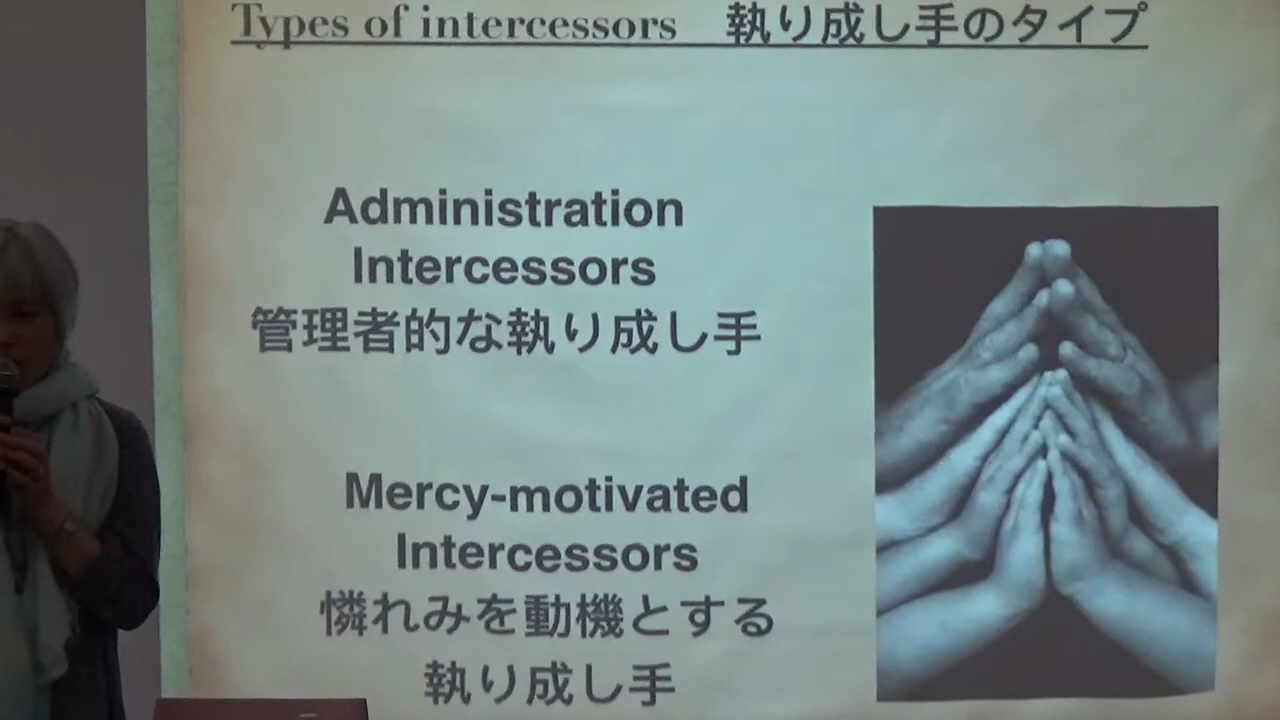 Types of intercessors 執り成し手のタイプ
Administration
Intercessors
管理者的な執り成し手
Mercy-motivated
Intercessors
憐れみを動機とする
執り成し手